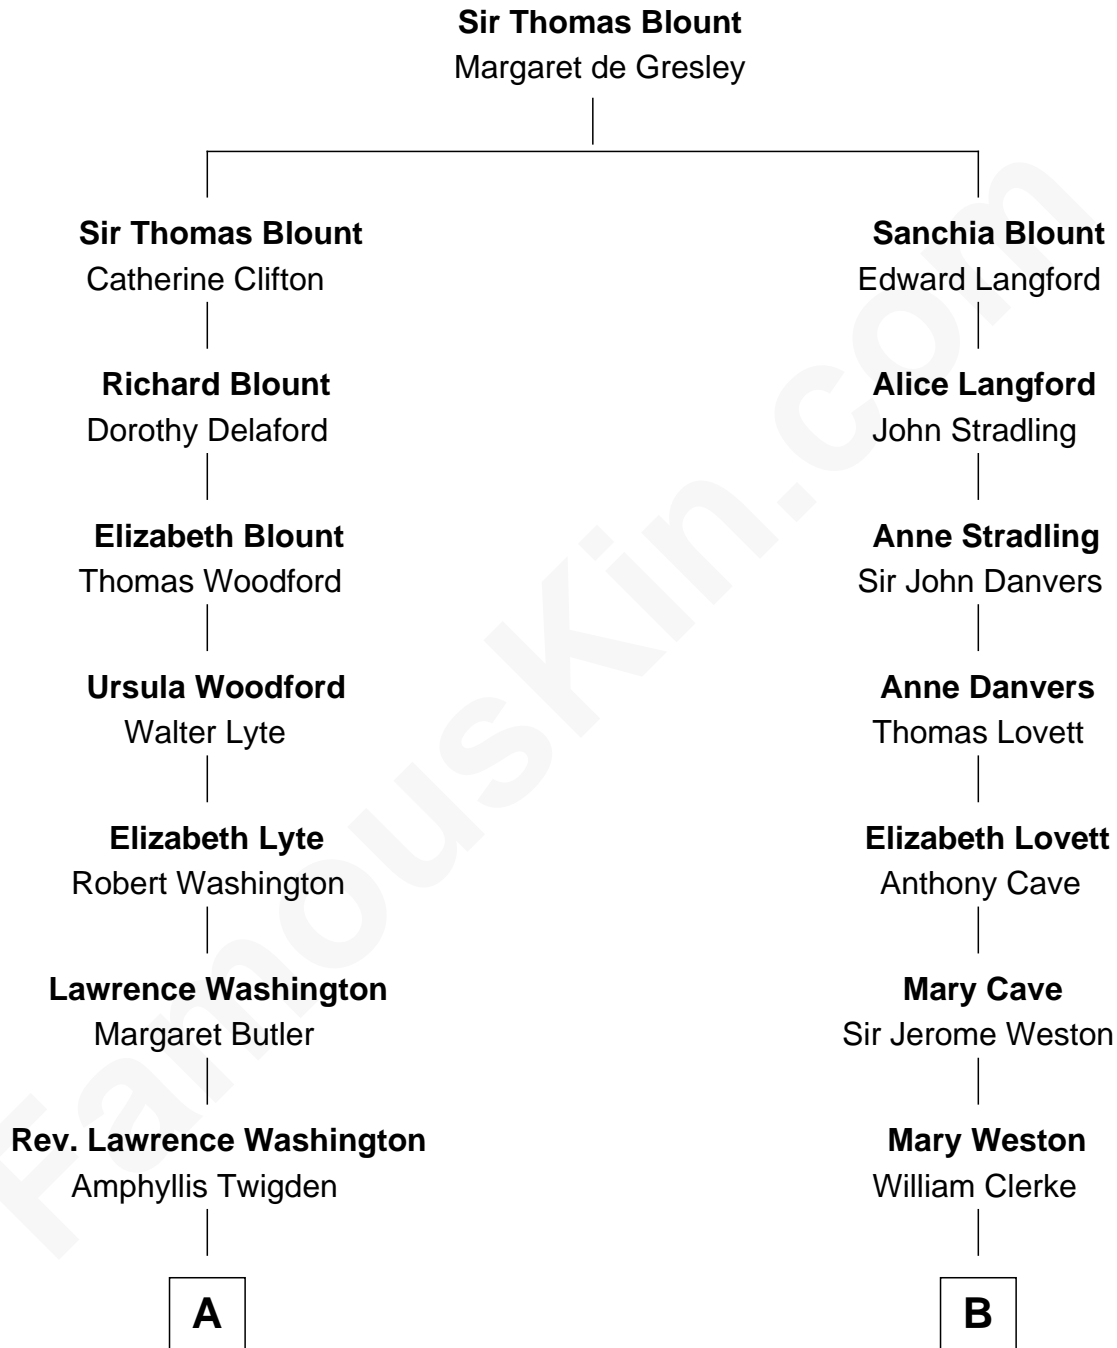 Sir Thomas Blount
Margaret de Gresley
Sir Thomas Blount
Catherine Clifton
Richard Blount
Dorothy Delaford
Elizabeth Blount
Thomas Woodford
Ursula Woodford
Walter Lyte
Elizabeth Lyte
Robert Washington
Lawrence Washington
Margaret Butler
Rev. Lawrence Washington
Amphyllis Twigden
A
Sanchia Blount
Edward Langford
Alice Langford
John Stradling
Anne Stradling
Sir John Danvers
Anne Danvers
Thomas Lovett
Elizabeth Lovett
Anthony Cave
Mary Cave
Sir Jerome Weston
Mary Weston
William Clerke
B
FamousKin.com